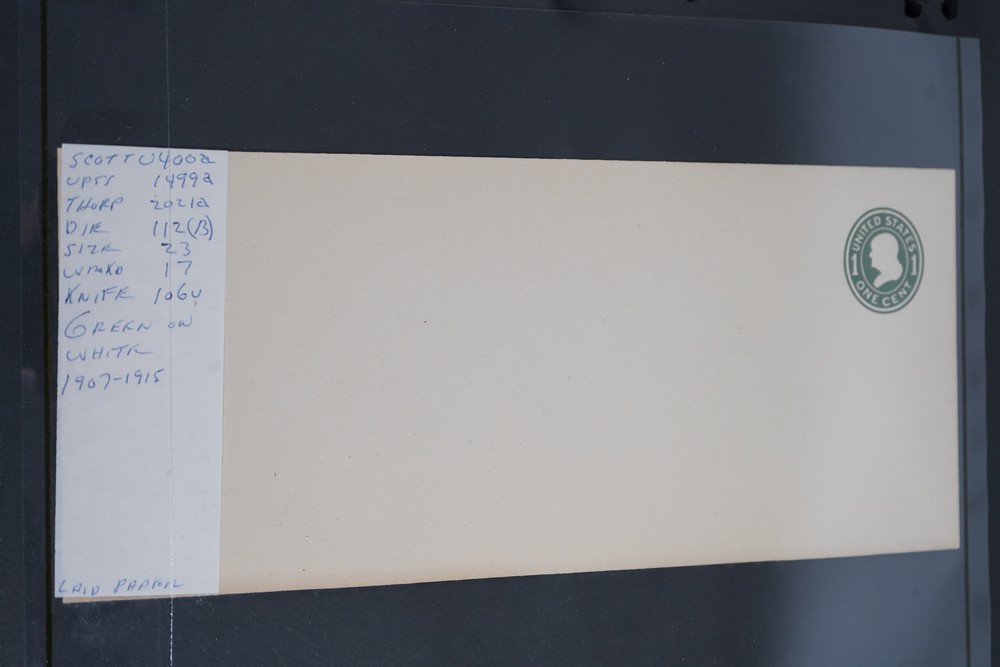 SCOTT U400a
UPSS 1499a
THORP 2021a
DIE 112(B)
SIZE 23
WMKD 17
KNIFE 106U
GREEN ON
WHITE
1907-1915
LAID PAPER
UNITED STATES
1 1
ONE CENT